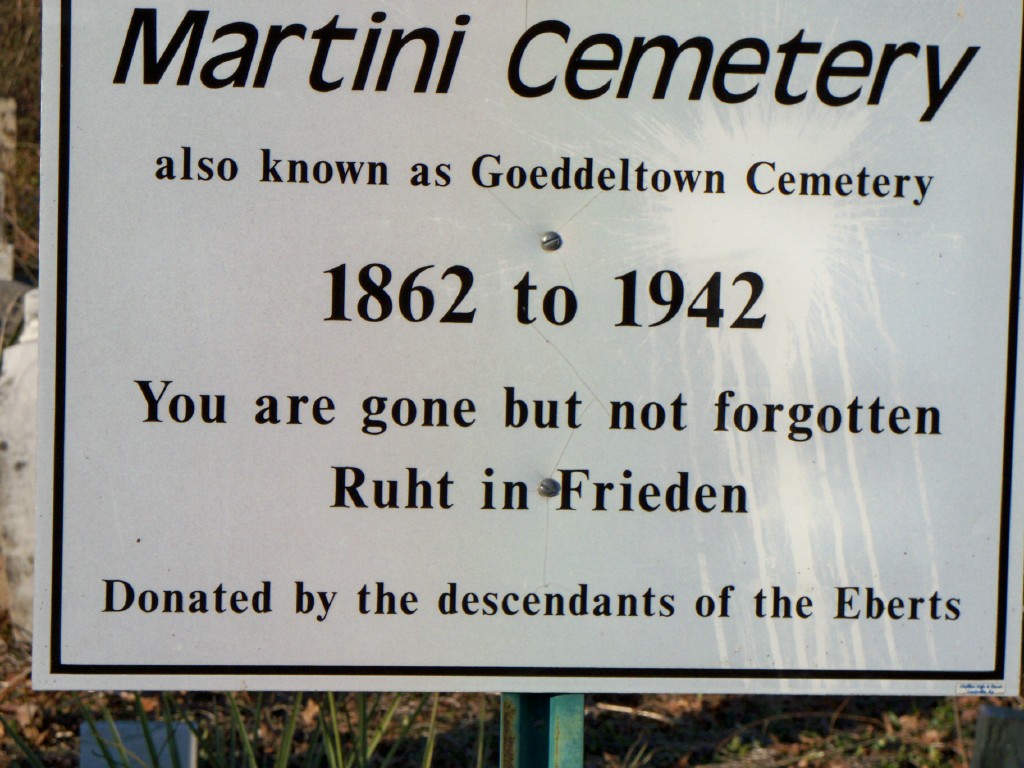 Martini Cemetery
also known as Goeddeltown Cemetery
1862 to 1942
You are gone but not forgotten
Ruht in Frieden
Donated by the descendants of the Eberts